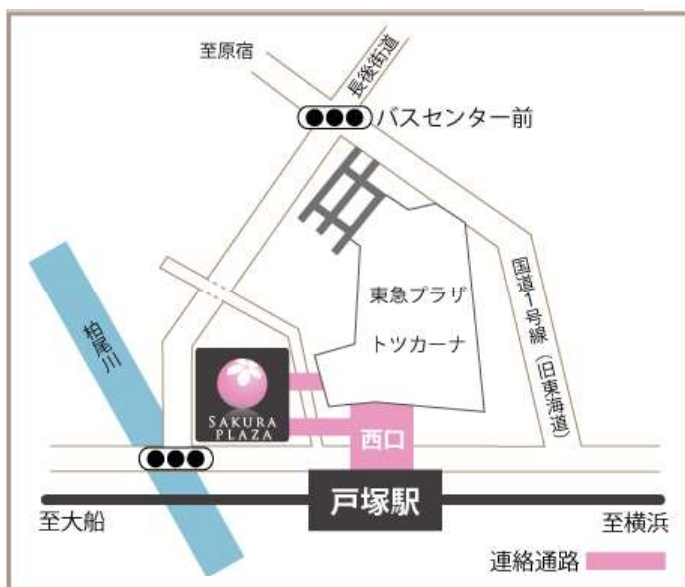 至原宿
長後街道
バスセンター前
東急プラザ
トツカーナ
国道1号線（旧東海道）
柏尾川
SAKURA
PLAZA
西口
戸塚駅
至大船
至横浜
連絡通路